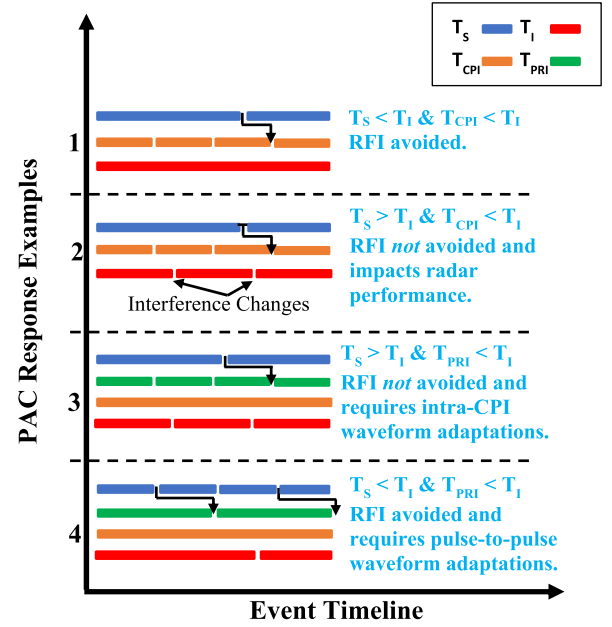 T_S T_I
T_CPI T_PRI
PAC Response Examples
1
T_S < T_I & T_CPI < T_I
RFI avoided.
2
T_S > T_I & T_CPI < T_I
RFI not avoided and
impacts radar
performance.
Interference Changes
3
T_S > T_I & T_PRI < T_I
RFI not avoided and
requires intra-CPI
waveform adaptations.
4
T_S < T_I & T_PRI < T_I
RFI avoided and
requires pulse-to-pulse
waveform adaptations.
Event Timeline